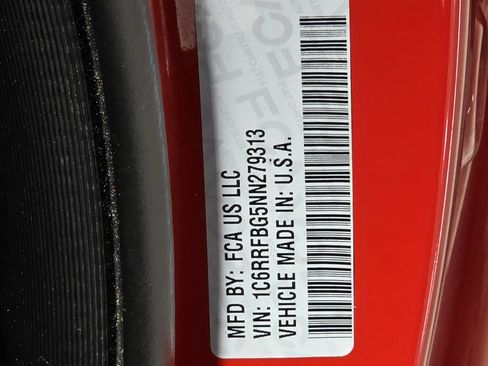 MFD BY: FCA US LLC
VIN: 1C6RRFBG5NN279313
VEHICLE MADE IN: U.S.A.